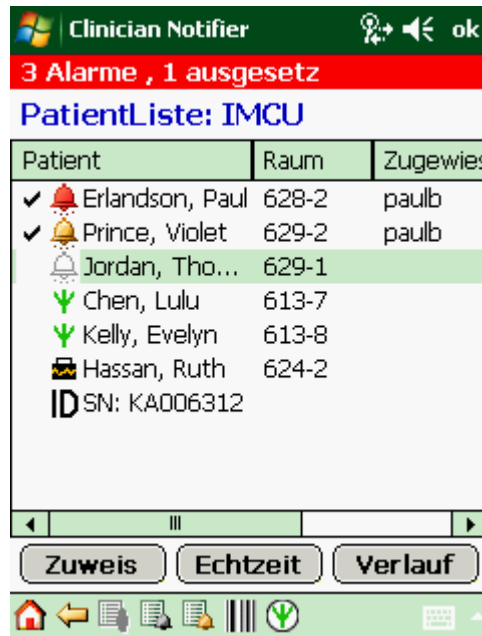 Clinician Notifier ok
3 Alarme , 1 ausgesetz
PatientListe: IMCU
Patient Raum Zugewies
Erlandson, Paul 628-2 paulb
Prince, Violet 629-2 paulb
Jordan, Tho... 629-1
Chen, Lulu 613-7
Kelly, Evelyn 613-8
Hassan, Ruth 624-2
ID SN: KA006312
Zuweis Echtzeit Verlauf